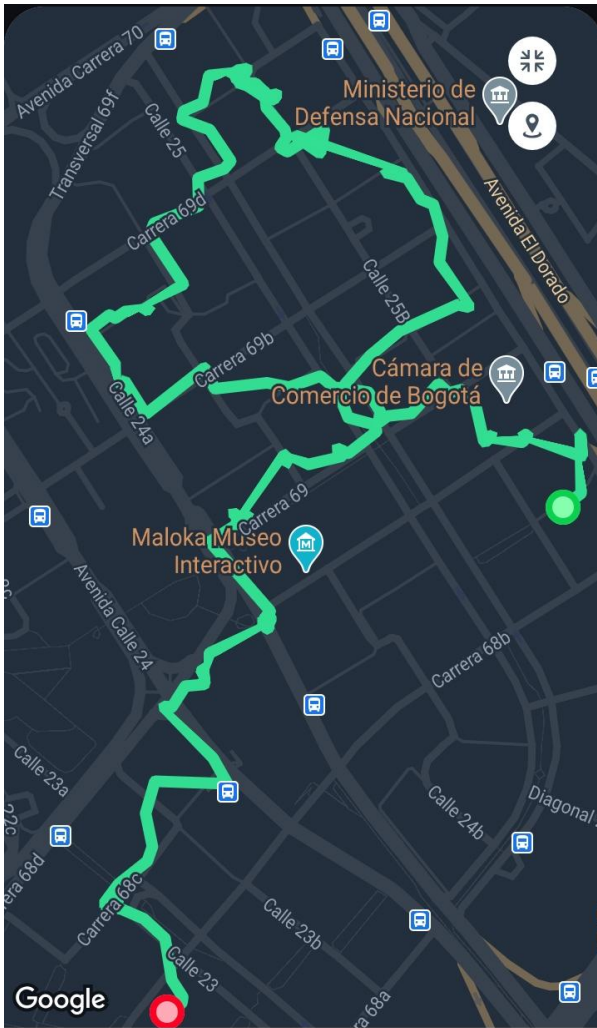 Avenida Carrera 70
Ministerio de
Defensa Nacional
Transversal 69f
Calle 25
Avenida El Dorado
Carrera 69d
Calle 25B
Carrera 69b
Cámara de
Comercio de Bogotá
Calle 24a
Carrera 69
Maloka Museo
Interactivo
M
Avenida Calle 24
Carrera 68b
Calle 23a
Calle 24b
Diagonal
22c
Carrera 68d
Carrera 68c
Calle 23b
Calle 23
Carrera 68a
Google